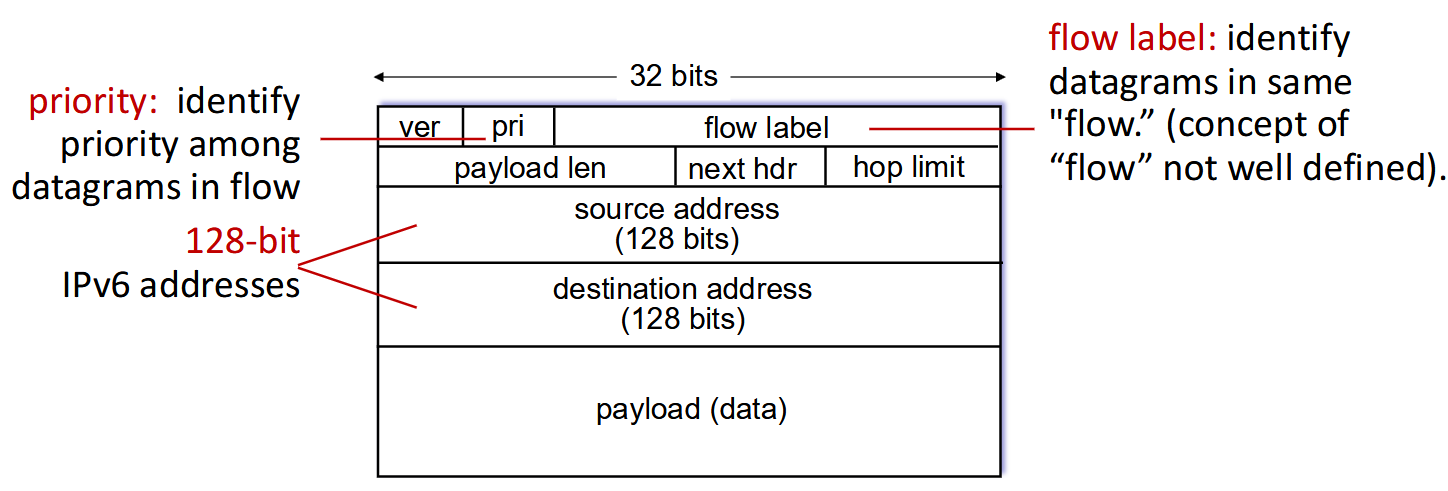 32 bits
priority: identify
priority among
datagrams in flow
128-bit
IPv6 addresses
ver
pri
flow label
payload len
next hdr
hop limit
source address
(128 bits)
destination address
(128 bits)
payload (data)
flow label: identify
datagrams in same
"flow.” (concept of
“flow” not well defined).